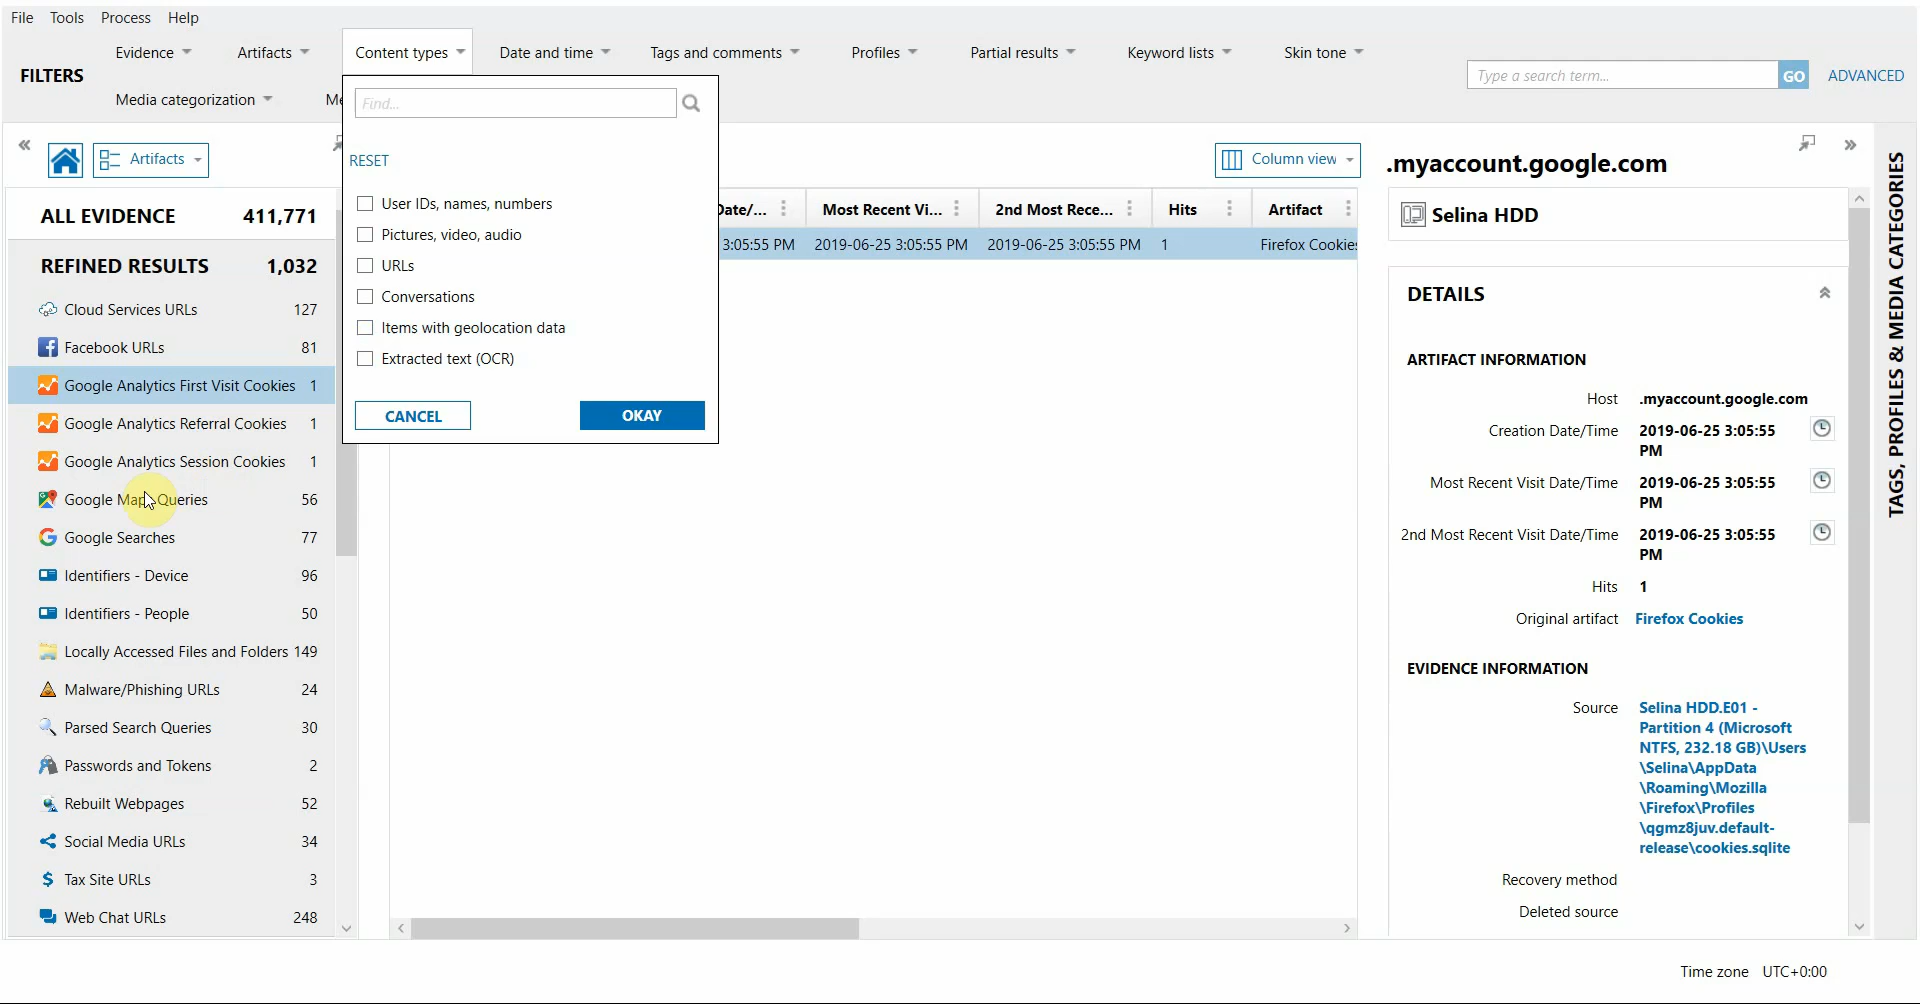 File Tools Process Help
FILTERS
Evidence Artifacts Content types Date and time Tags and comments Profiles Partial results Keyword lists Skin tone
Media categorization
Type a search term... GO ADVANCED
Artifacts
ALL EVIDENCE 411,771
REFINED RESULTS 1,032
Cloud Services URLs 127
Facebook URLs 81
Google Analytics First Visit Cookies 1
Google Analytics Referral Cookies 1
Google Analytics Session Cookies 1
Google Maps Queries 56
Google Searches 77
Identifiers - Device 96
Identifiers - People 50
Locally Accessed Files and Folders 149
Malware/Phishing URLs 24
Parsed Search Queries 30
Passwords and Tokens 2
Rebuilt Webpages 52
Social Media URLs 34
Tax Site URLs 3
Web Chat URLs 248
Find...
RESET
User IDs, names, numbers
Pictures, video, audio
URLs
Conversations
Items with geolocation data
Extracted text (OCR)
CANCEL OKAY
Column view
Date/... Most Recent Vi... 2nd Most Rece... Hits Artifact
3:05:55 PM 2019-06-25 3:05:55 PM 2019-06-25 3:05:55 PM 1 Firefox Cookies
.myaccount.google.com
Selina HDD
DETAILS
ARTIFACT INFORMATION
Host .myaccount.google.com
Creation Date/Time 2019-06-25 3:05:55
PM
Most Recent Visit Date/Time 2019-06-25 3:05:55
PM
2nd Most Recent Visit Date/Time 2019-06-25 3:05:55
PM
Hits 1
Original artifact Firefox Cookies
EVIDENCE INFORMATION
Source Selina HDD.E01 -
Partition 4 (Microsoft
NTFS, 232.18 GB)\Users
\Selina\AppData
\Roaming\Mozilla
\Firefox\Profiles
\qgmz8juv.default-
release\cookies.sqlite
Recovery method
Deleted source
TAGS, PROFILES & MEDIA CATEGORIES
Time zone UTC+0:00